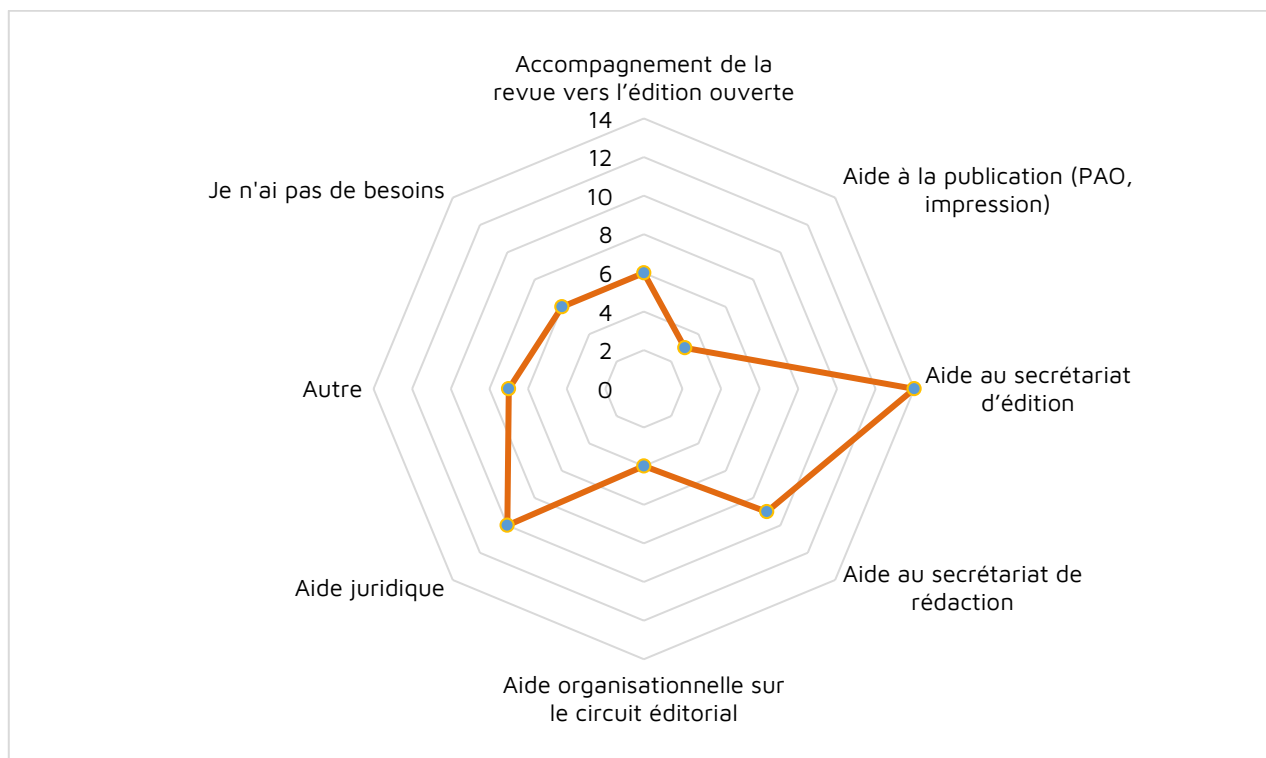 Accompagnement de la
revue vers l’édition ouverte
14
12
10
8
6
4
2
0
Aide à la publication (PAO,
impression)
Aide au secrétariat
d’édition
Aide au secrétariat de
rédaction
Aide organisationnelle sur
le circuit éditorial
Aide juridique
Autre
Je n'ai pas de besoins